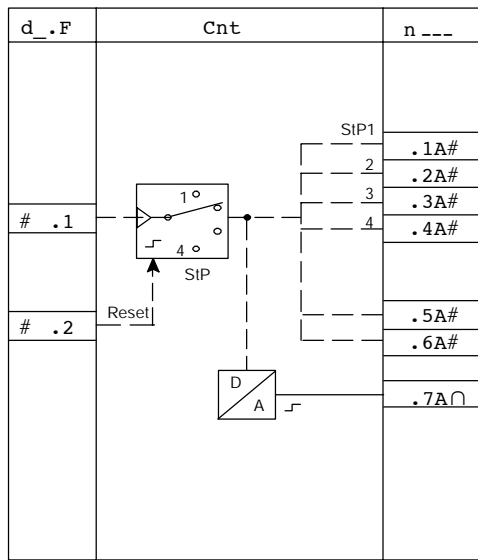 d_.F Cnt n ___
StP1
.1A#
2
.2A#
1
3
.3A#
# .1
4
.4A#
4
StP
Reset
.5A#
# .2
.6A#
D
A
.7A∩